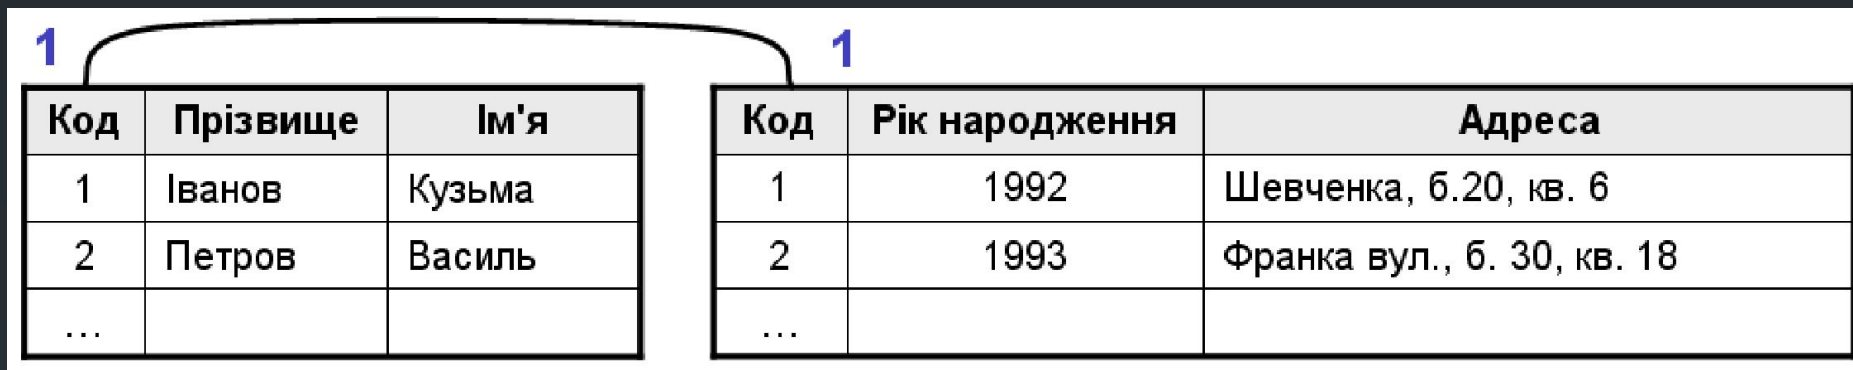 1 1
Код Прізвище Ім'я Код Рік народження Адреса
1 Іванов Кузьма 1 1992 Шевченка, б.20, кв. 6
2 Петров Василь 2 1993 Франка вул., б. 30, кв. 18
… …